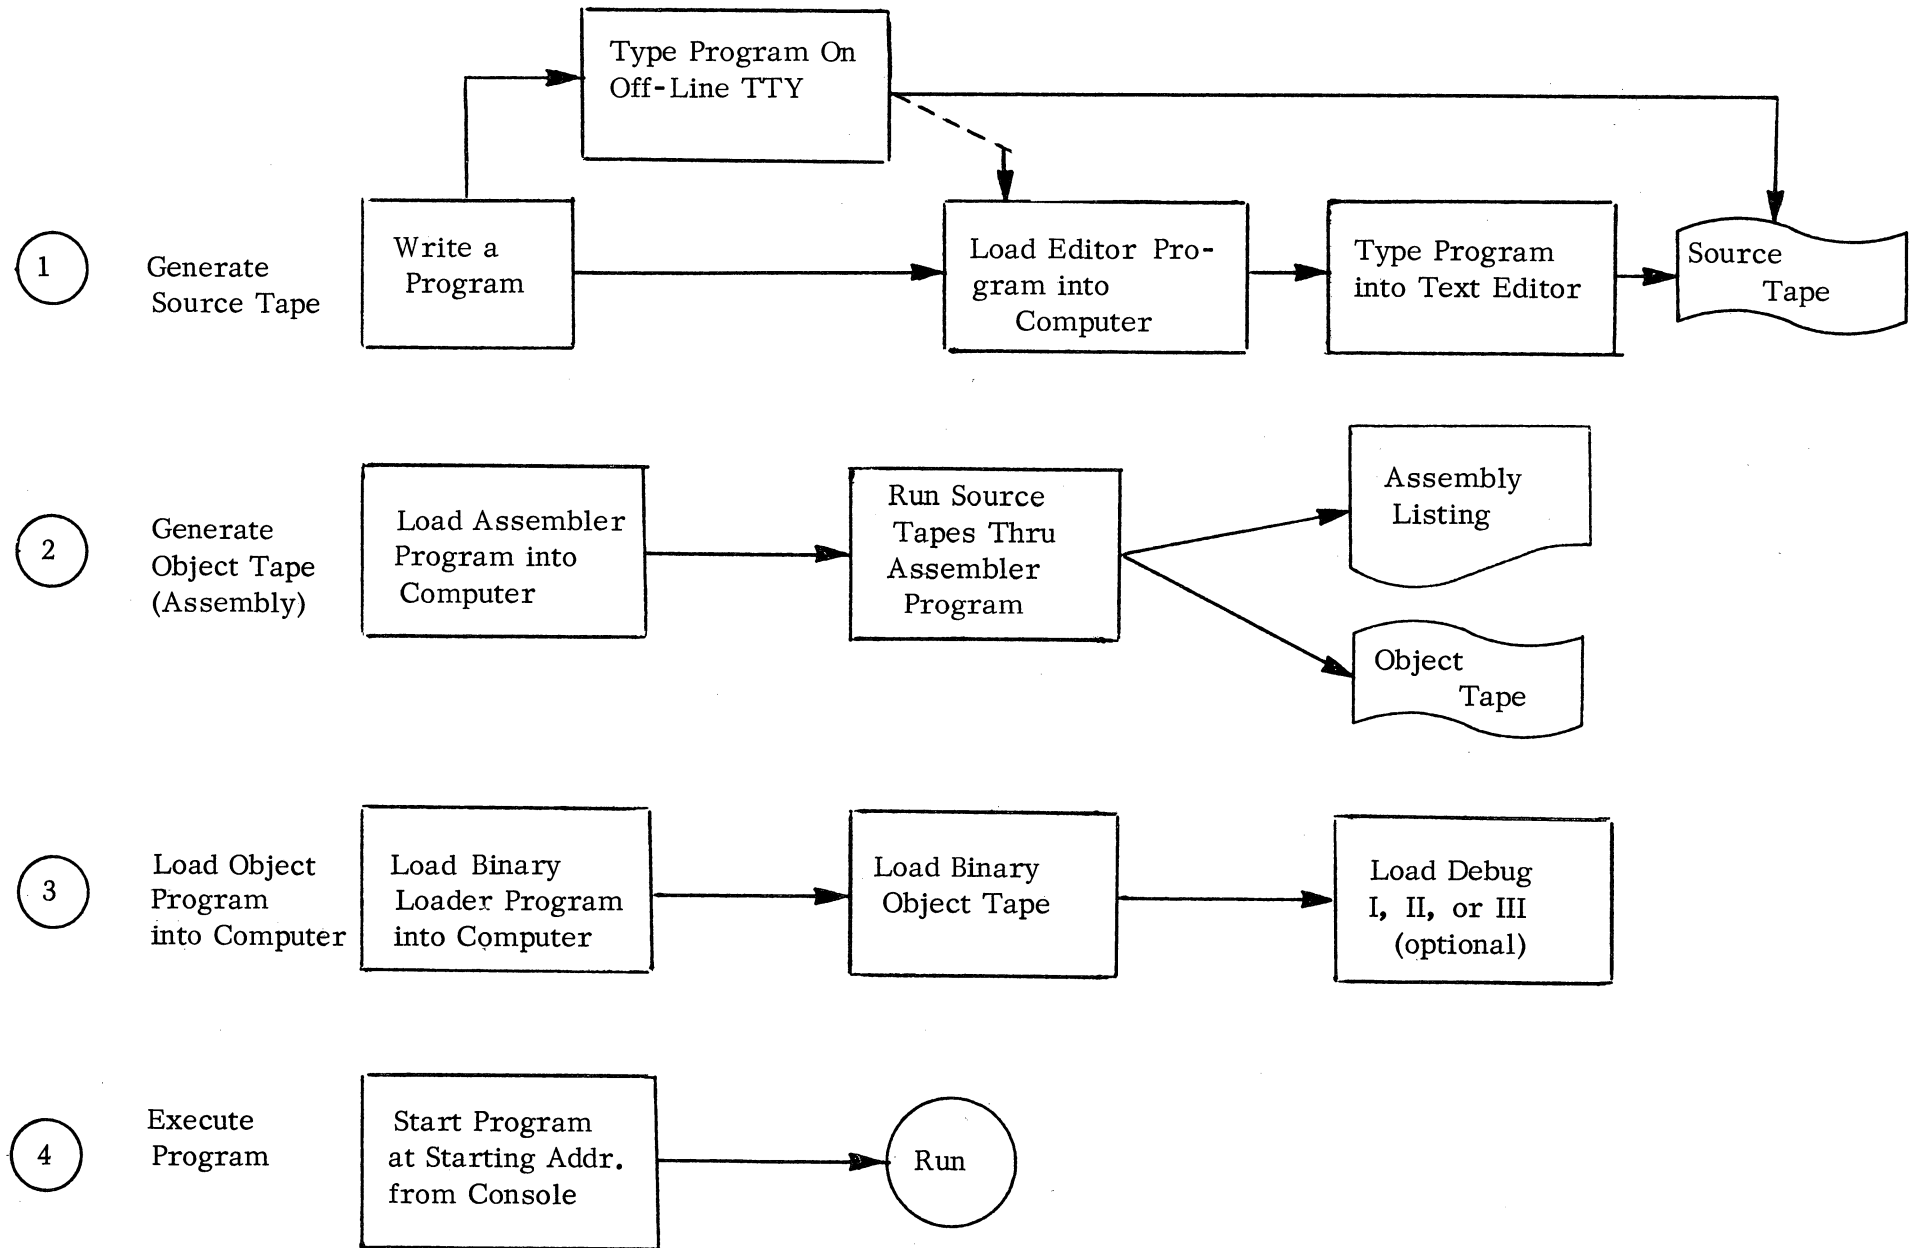 Type Program On
Off-Line TTY
1
Generate
Source Tape
Write a
Program
Load Editor Pro-
gram into
Computer
Type Program
into Text Editor
Source
Tape
2
Generate
Object Tape
(Assembly)
Load Assembler
Program into
Computer
Run Source
Tapes Thru
Assembler
Program
Assembly
Listing
Object
Tape
3
Load Object
Program
into Computer
Load Binary
Loader Program
into Computer
Load Binary
Object Tape
Load Debug
I, II, or III
(optional)
4
Execute
Program
Start Program
at Starting Addr.
from Console
Run